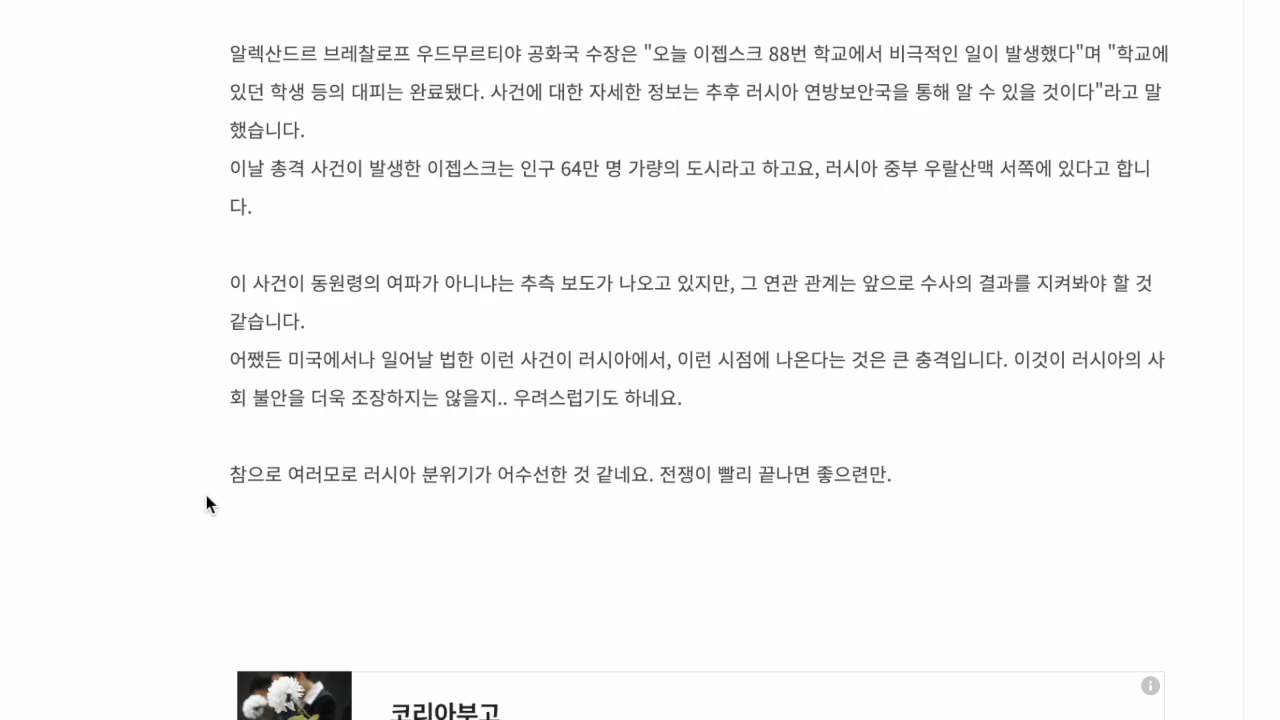 알렉산드르 브레찰로프 우드무르티야 공화국 수장은 "오늘 이젭스크 88번 학교에서 비극적인 일이 발생했다"며 "학교에
있던 학생 등의 대피는 완료됐다. 사건에 대한 자세한 정보는 추후 러시아 연방보안국을 통해 알 수 있을 것이다"라고 말
했습니다.
이날 총격 사건이 발생한 이젭스크는 인구 64만 명 가량의 도시라고 하고요, 러시아 중부 우랄산맥 서쪽에 있다고 합니
다.
이 사건이 동원령의 여파가 아니냐는 추측 보도가 나오고 있지만, 그 연관 관계는 앞으로 수사의 결과를 지켜봐야 할 것
같습니다.
어쨌든 미국에서나 일어날 법한 이런 사건이 러시아에서, 이런 시점에 나온다는 것은 큰 충격입니다. 이것이 러시아의 사
회 불안을 더욱 조장하지는 않을지.. 우려스럽기도 하네요.
참으로 여러모로 러시아 분위기가 어수선한 것 같네요. 전쟁이 빨리 끝나면 좋으련만.
코리아부고